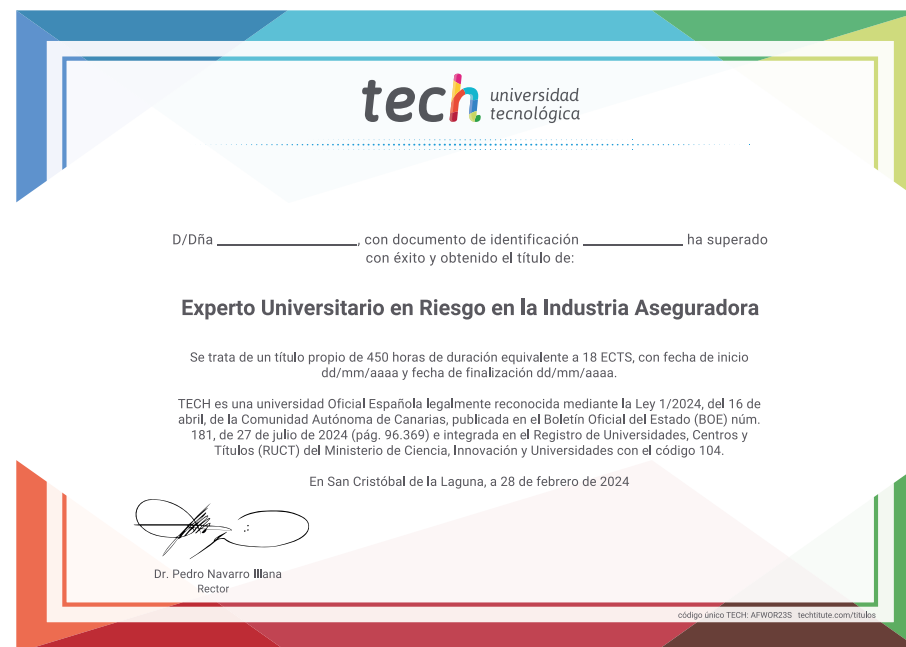 tech universidad
tecnológica
D/Dña ____________________, con documento de identificación ______________ ha superado
con éxito y obtenido el título de:
Experto Universitario en Riesgo en la Industria Aseguradora
Se trata de un título propio de 450 horas de duración equivalente a 18 ECTS, con fecha de inicio
dd/mm/aaaa y fecha de finalización dd/mm/aaaa.
TECH es una universidad Oficial Española legalmente reconocida mediante la Ley 1/2024, del 16 de
abril, de la Comunidad Autónoma de Canarias, publicada en el Boletín Oficial del Estado (BOE) núm.
181, de 27 de julio de 2024 (pág. 96.369) e integrada en el Registro de Universidades, Centros y
Títulos (RUCT) del Ministerio de Ciencia, Innovación y Universidades con el código 104.
En San Cristóbal de la Laguna, a 28 de febrero de 2024
Dr. Pedro Navarro Illana
Rector
código único TECH: AFWOR23S techtitute.com/titulos